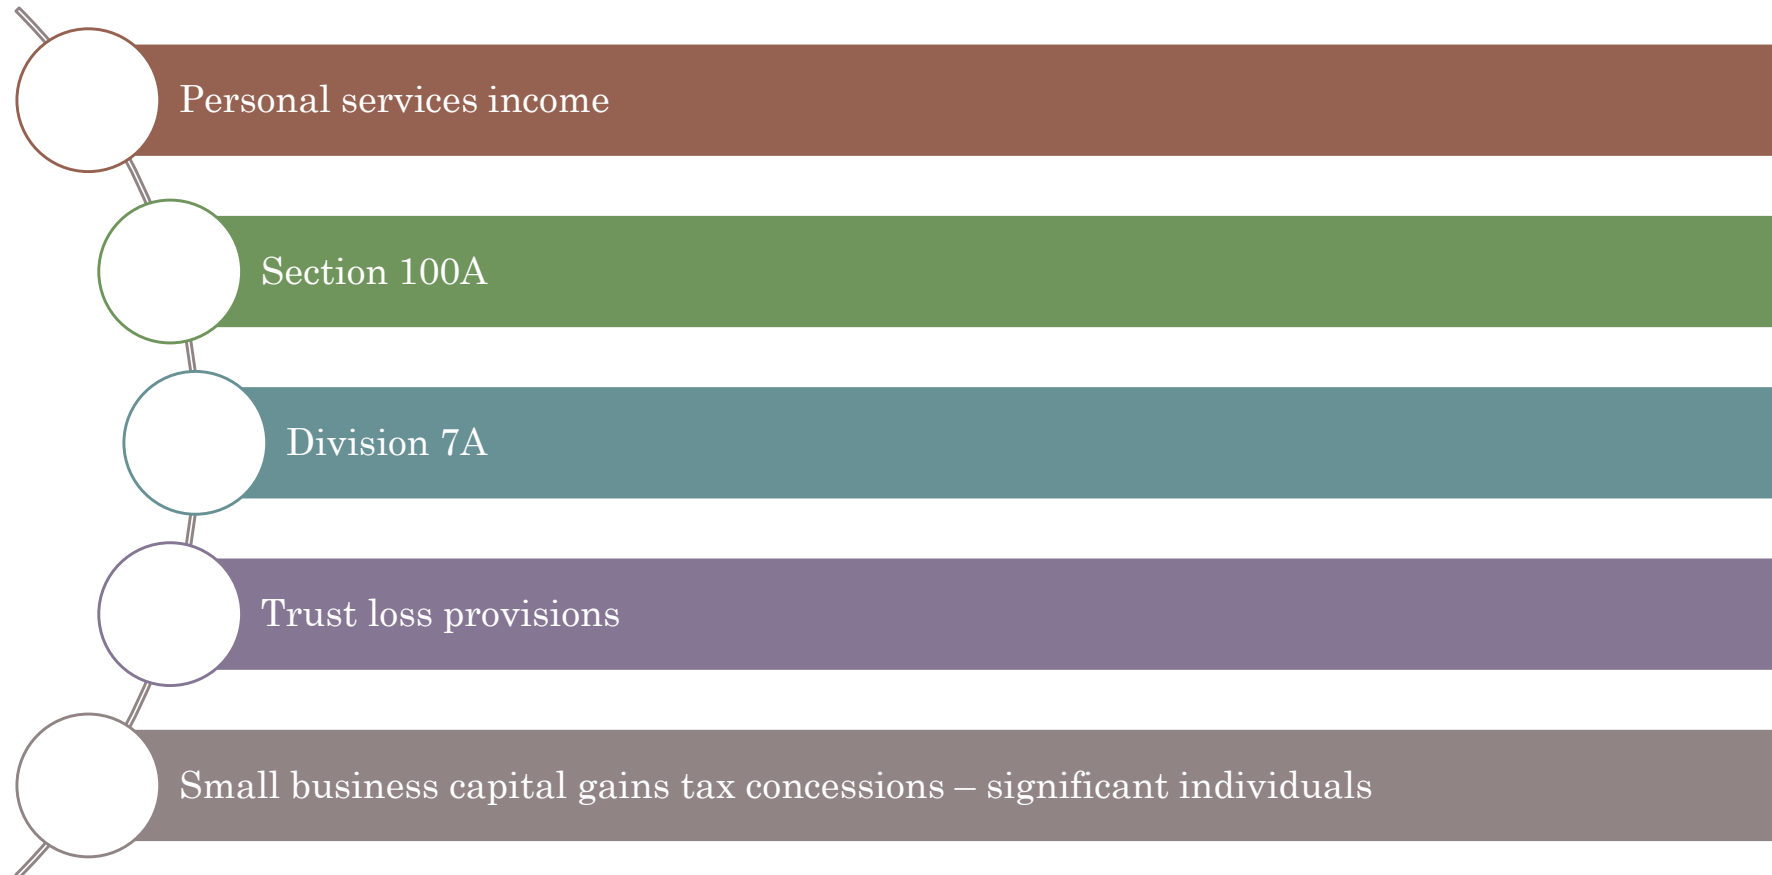 Personal services income
Section 100A
Division 7A
Trust loss provisions
Small business capital gains tax concessions – significant individuals